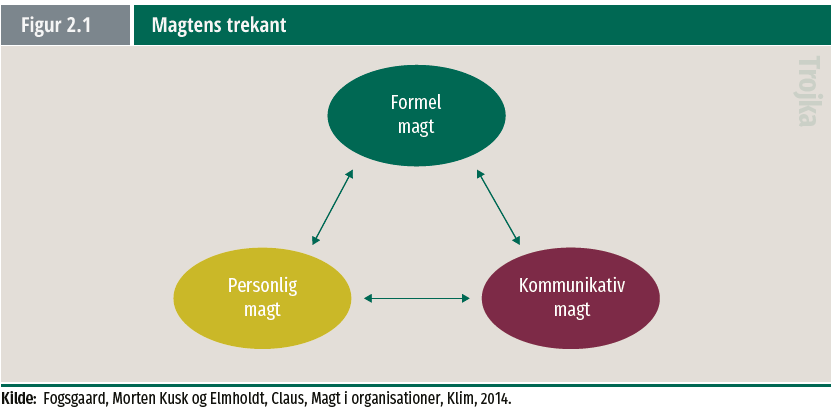 Figur 2.1
Magtens trekant
Trojka
Formel
magt
Personlig
magt
Kommunikativ
magt
Kilde: Fogsgaard, Morten Kusk og Elmholdt, Claus, Magt i organisationer, Klim, 2014.